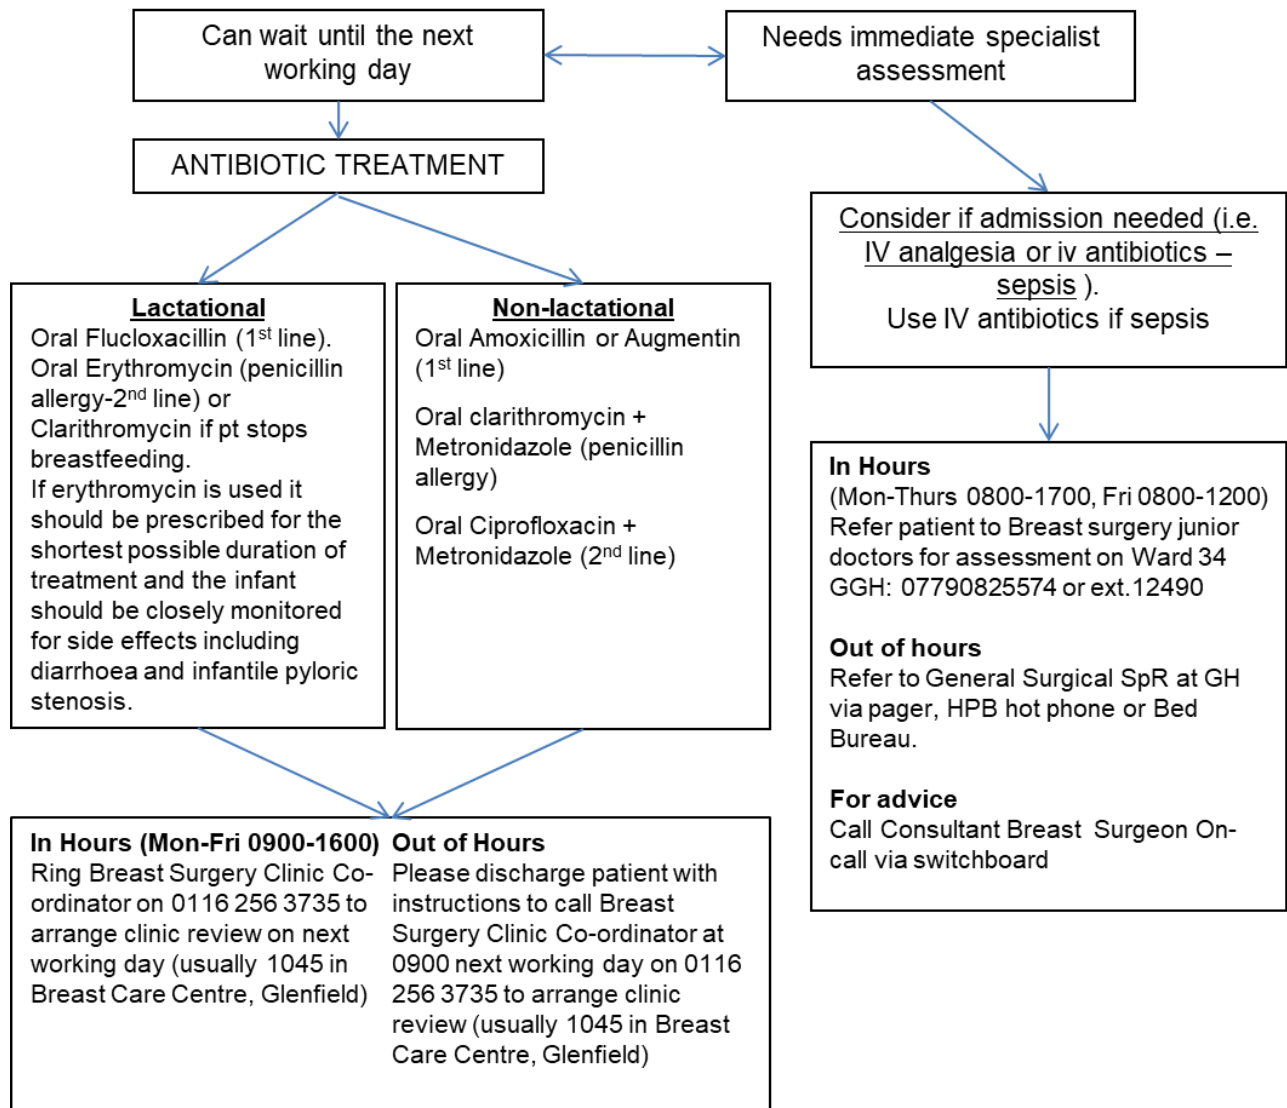 Can wait until the next
working day
Needs immediate specialist
assessment
ANTIBIOTIC TREATMENT
Consider if admission needed (i.e.
IV analgesia or iv antibiotics –
sepsis ).
Use IV antibiotics if sepsis
Lactational
Oral Flucloxacillin (1st line).
Oral Erythromycin (penicillin
allergy-2nd line) or
Clarithromycin if pt stops
breastfeeding.
If erythromycin is used it
should be prescribed for the
shortest possible duration of
treatment and the infant
should be closely monitored
for side effects including
diarrhoea and infantile pyloric
stenosis.
Non-lactational
Oral Amoxicillin or Augmentin
(1st line)
Oral clarithromycin +
Metronidazole (penicillin
allergy)
Oral Ciprofloxacin +
Metronidazole (2nd line)
In Hours
(Mon-Thurs 0800-1700, Fri 0800-1200)
Refer patient to Breast surgery junior
doctors for assessment on Ward 34
GGH: 07790825574 or ext.12490
Out of hours
Refer to General Surgical SpR at GH
via pager, HPB hot phone or Bed
Bureau.
For advice
Call Consultant Breast Surgeon On-
call via switchboard
In Hours (Mon-Fri 0900-1600)
Ring Breast Surgery Clinic Co-
ordinator on 0116 256 3735 to
arrange clinic review on next
working day (usually 1045 in
Breast Care Centre, Glenfield)
Out of Hours
Please discharge patient with
instructions to call Breast
Surgery Clinic Co-ordinator at
0900 next working day on 0116
256 3735 to arrange clinic
review (usually 1045 in Breast
Care Centre, Glenfield)